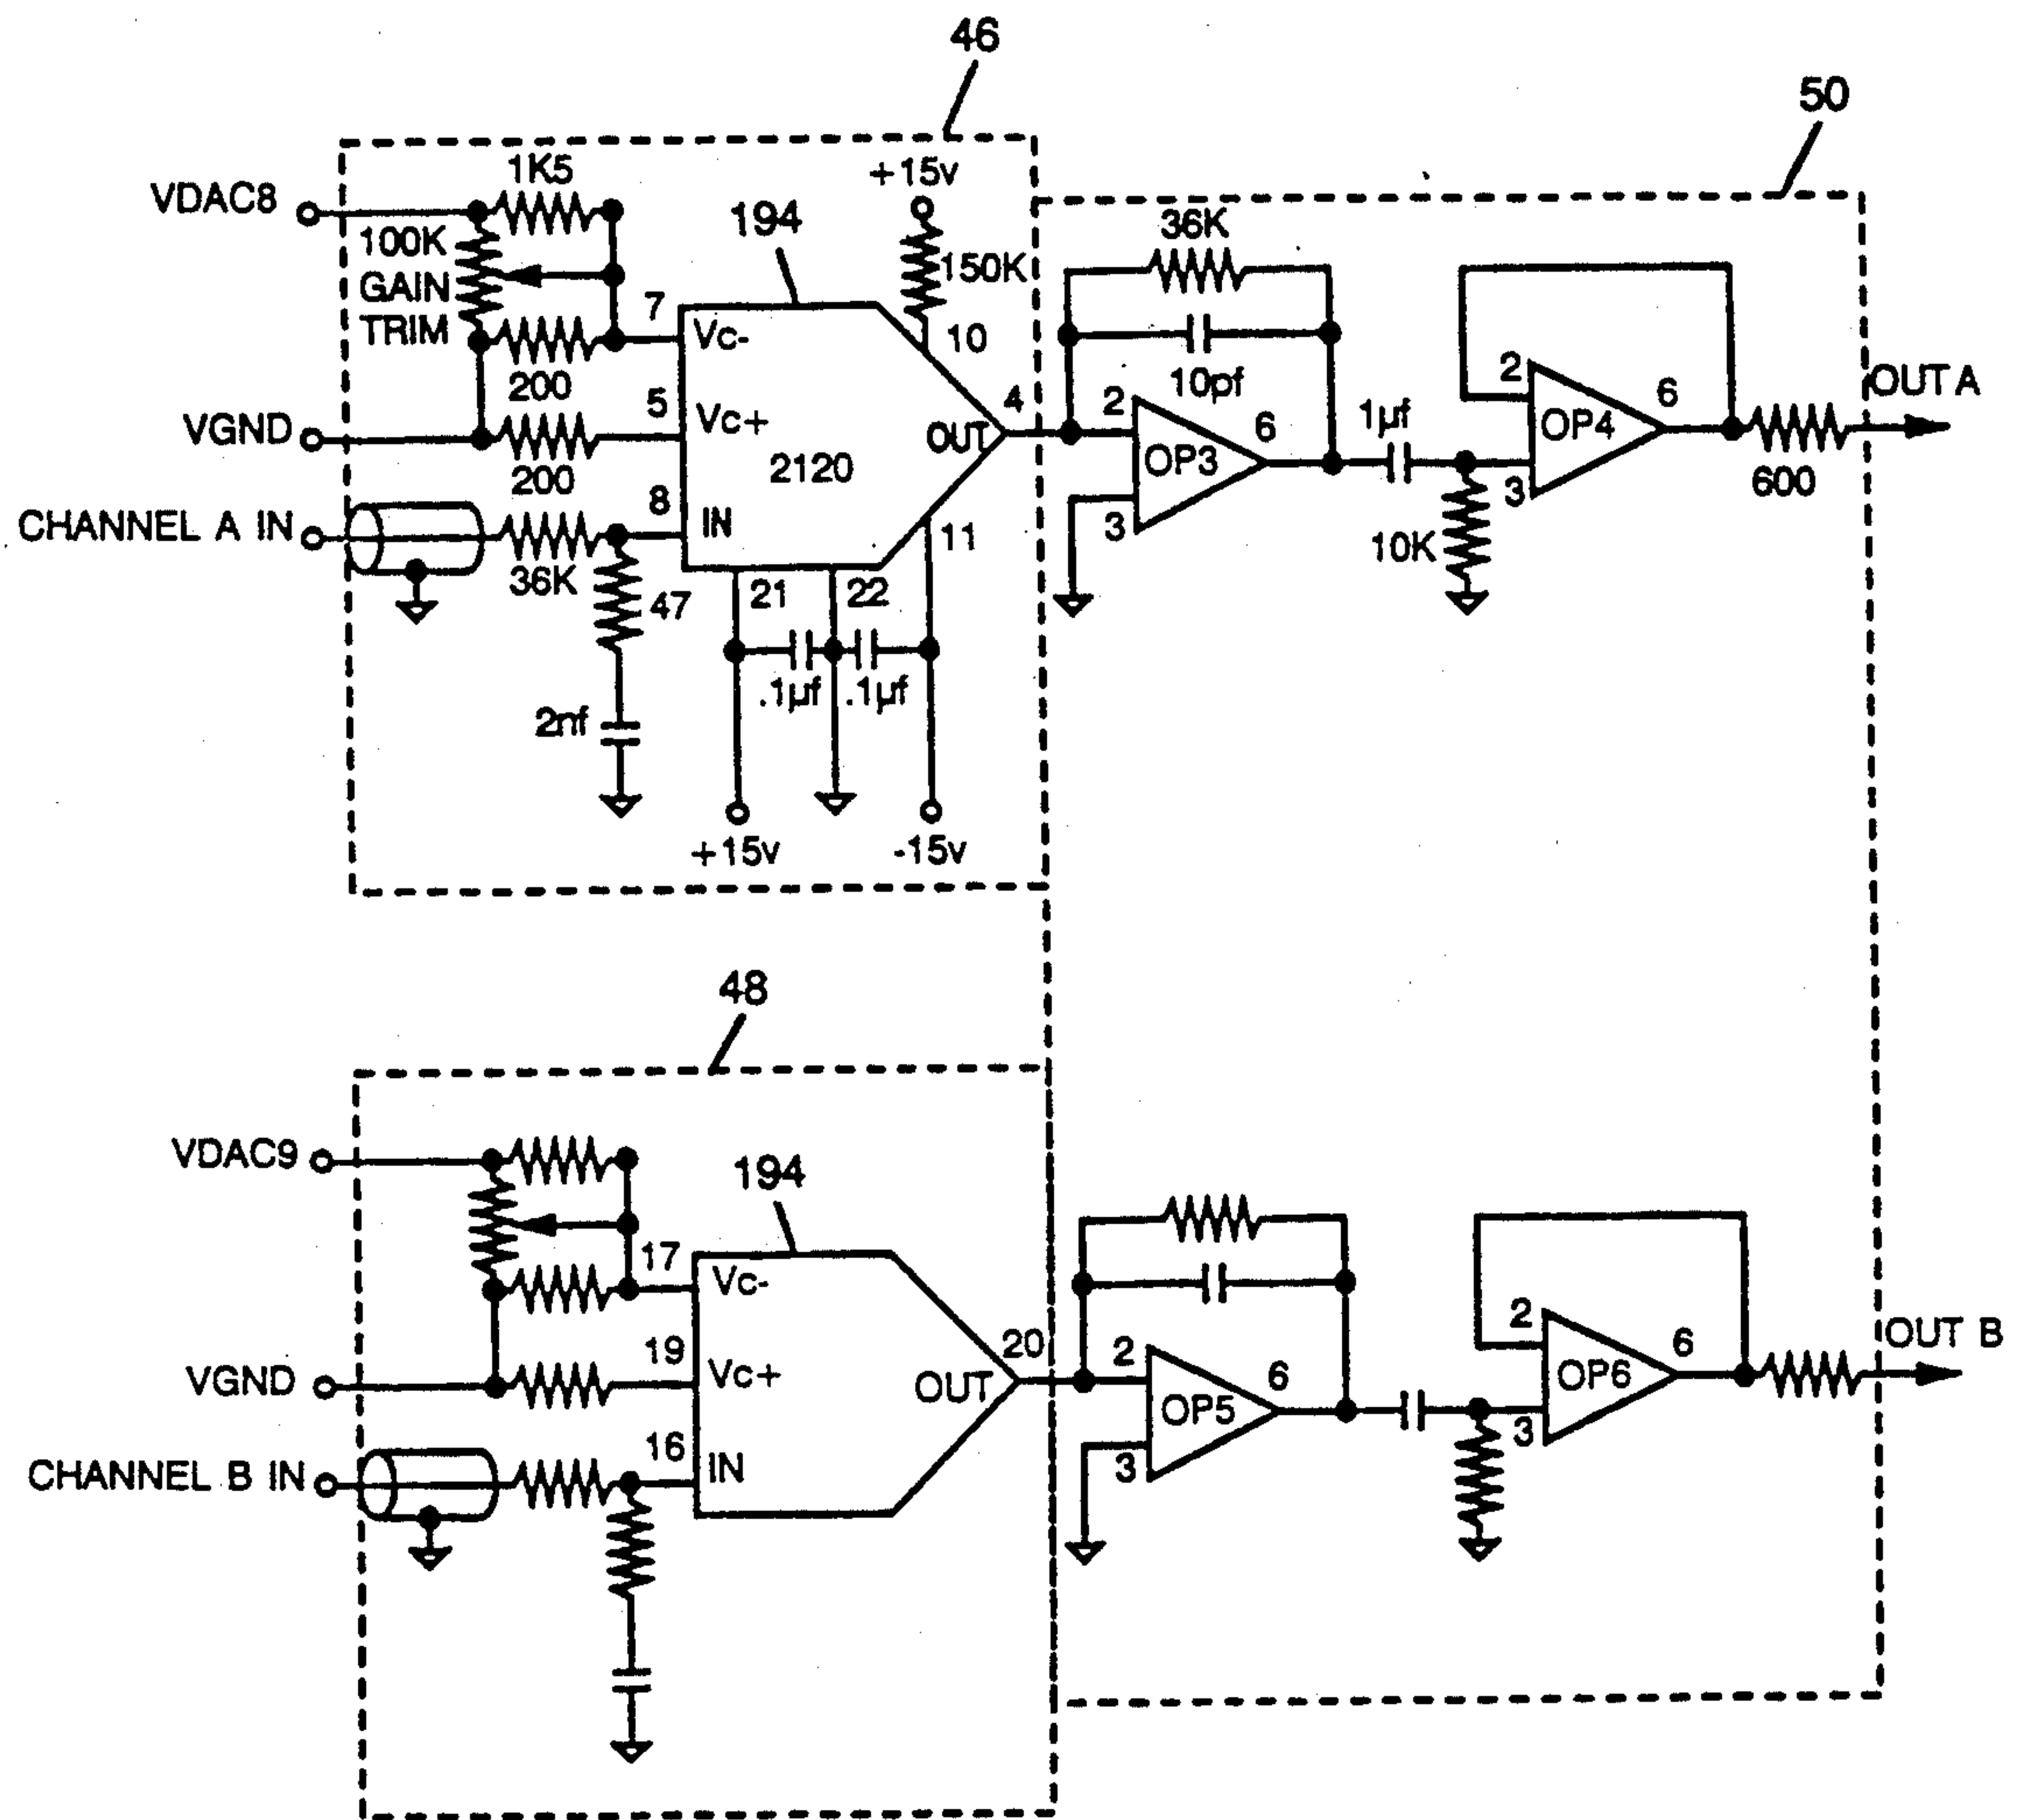 46
50
VDAC8
1K5
+15v
194
100K
GAIN
TRIM
150K
36K
7
Vc-
10
200
10pf
5
Vc+
4
2
6
1µf
2
6
OUT A
VGND
OUT
OP3
OP4
200
2120
600
8
3
3
CHANNEL A IN
IN
11
10K
36K
47
21
22
.1µf
.1µf
2nf
+15v
-15v
48
VDAC9
194
17
Vc-
20
2
6
2
6
OUT B
19
VGND
Vc+
OUT
OP5
OP6
16
3
3
CHANNEL B IN
IN